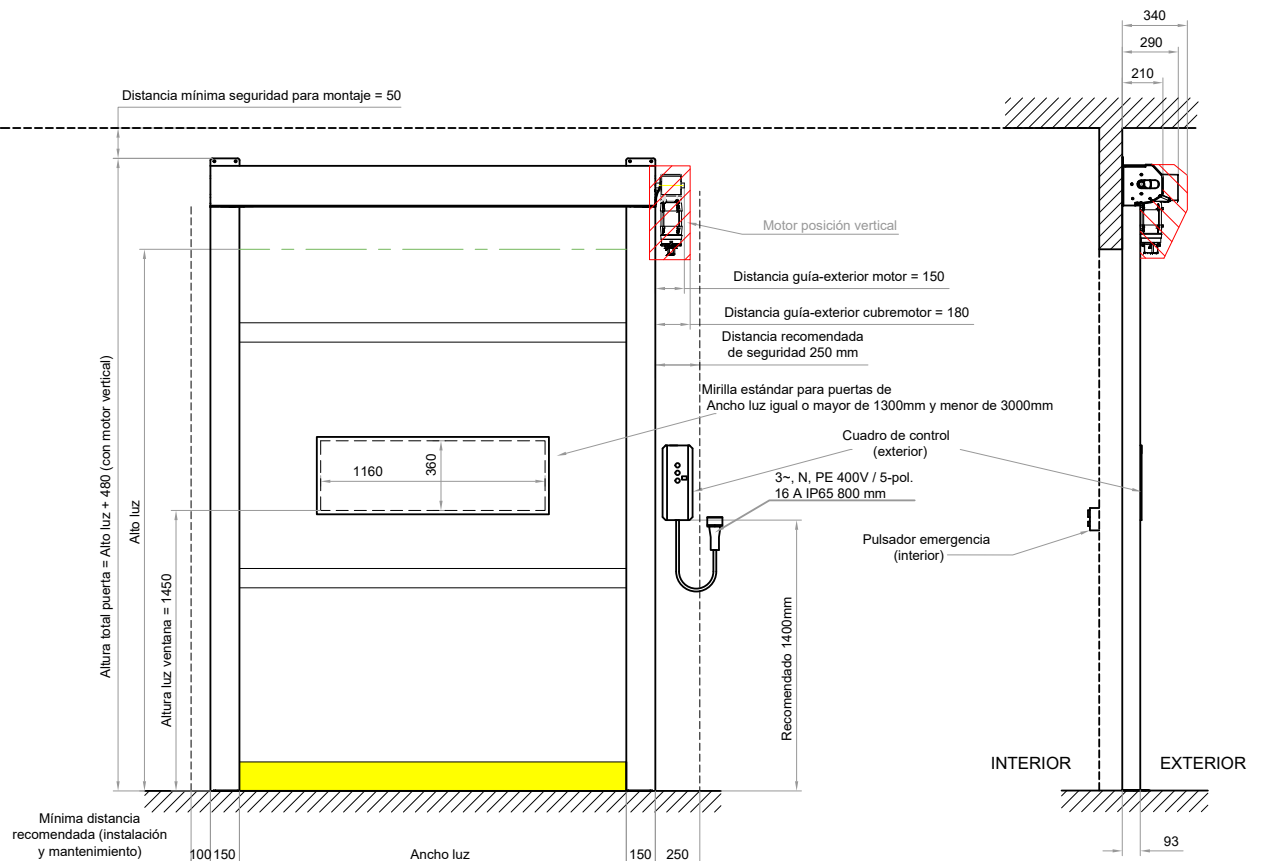 340
290
210
Distancia mínima seguridad para montaje = 50
Motor posición vertical
Distancia guía-exterior motor = 150
Distancia guía-exterior cubremotor = 180
Distancia recomendada
de seguridad 250 mm
Mirilla estándar para puertas de
Ancho luz igual o mayor de 1300mm y menor de 3000mm
Cuadro de control
(exterior)
3~, N, PE 400V / 5-pol.
16 A IP65 800 mm
Pulsador emergencia
(interior)
1160
360
Altura total puerta = Alto luz + 480 (con motor vertical)
Alto luz
Altura luz ventana = 1450
Recomendado 1400mm
INTERIOR
EXTERIOR
Mínima distancia
recomendada (instalación
y mantenimiento)
100
150
Ancho luz
150
250
93